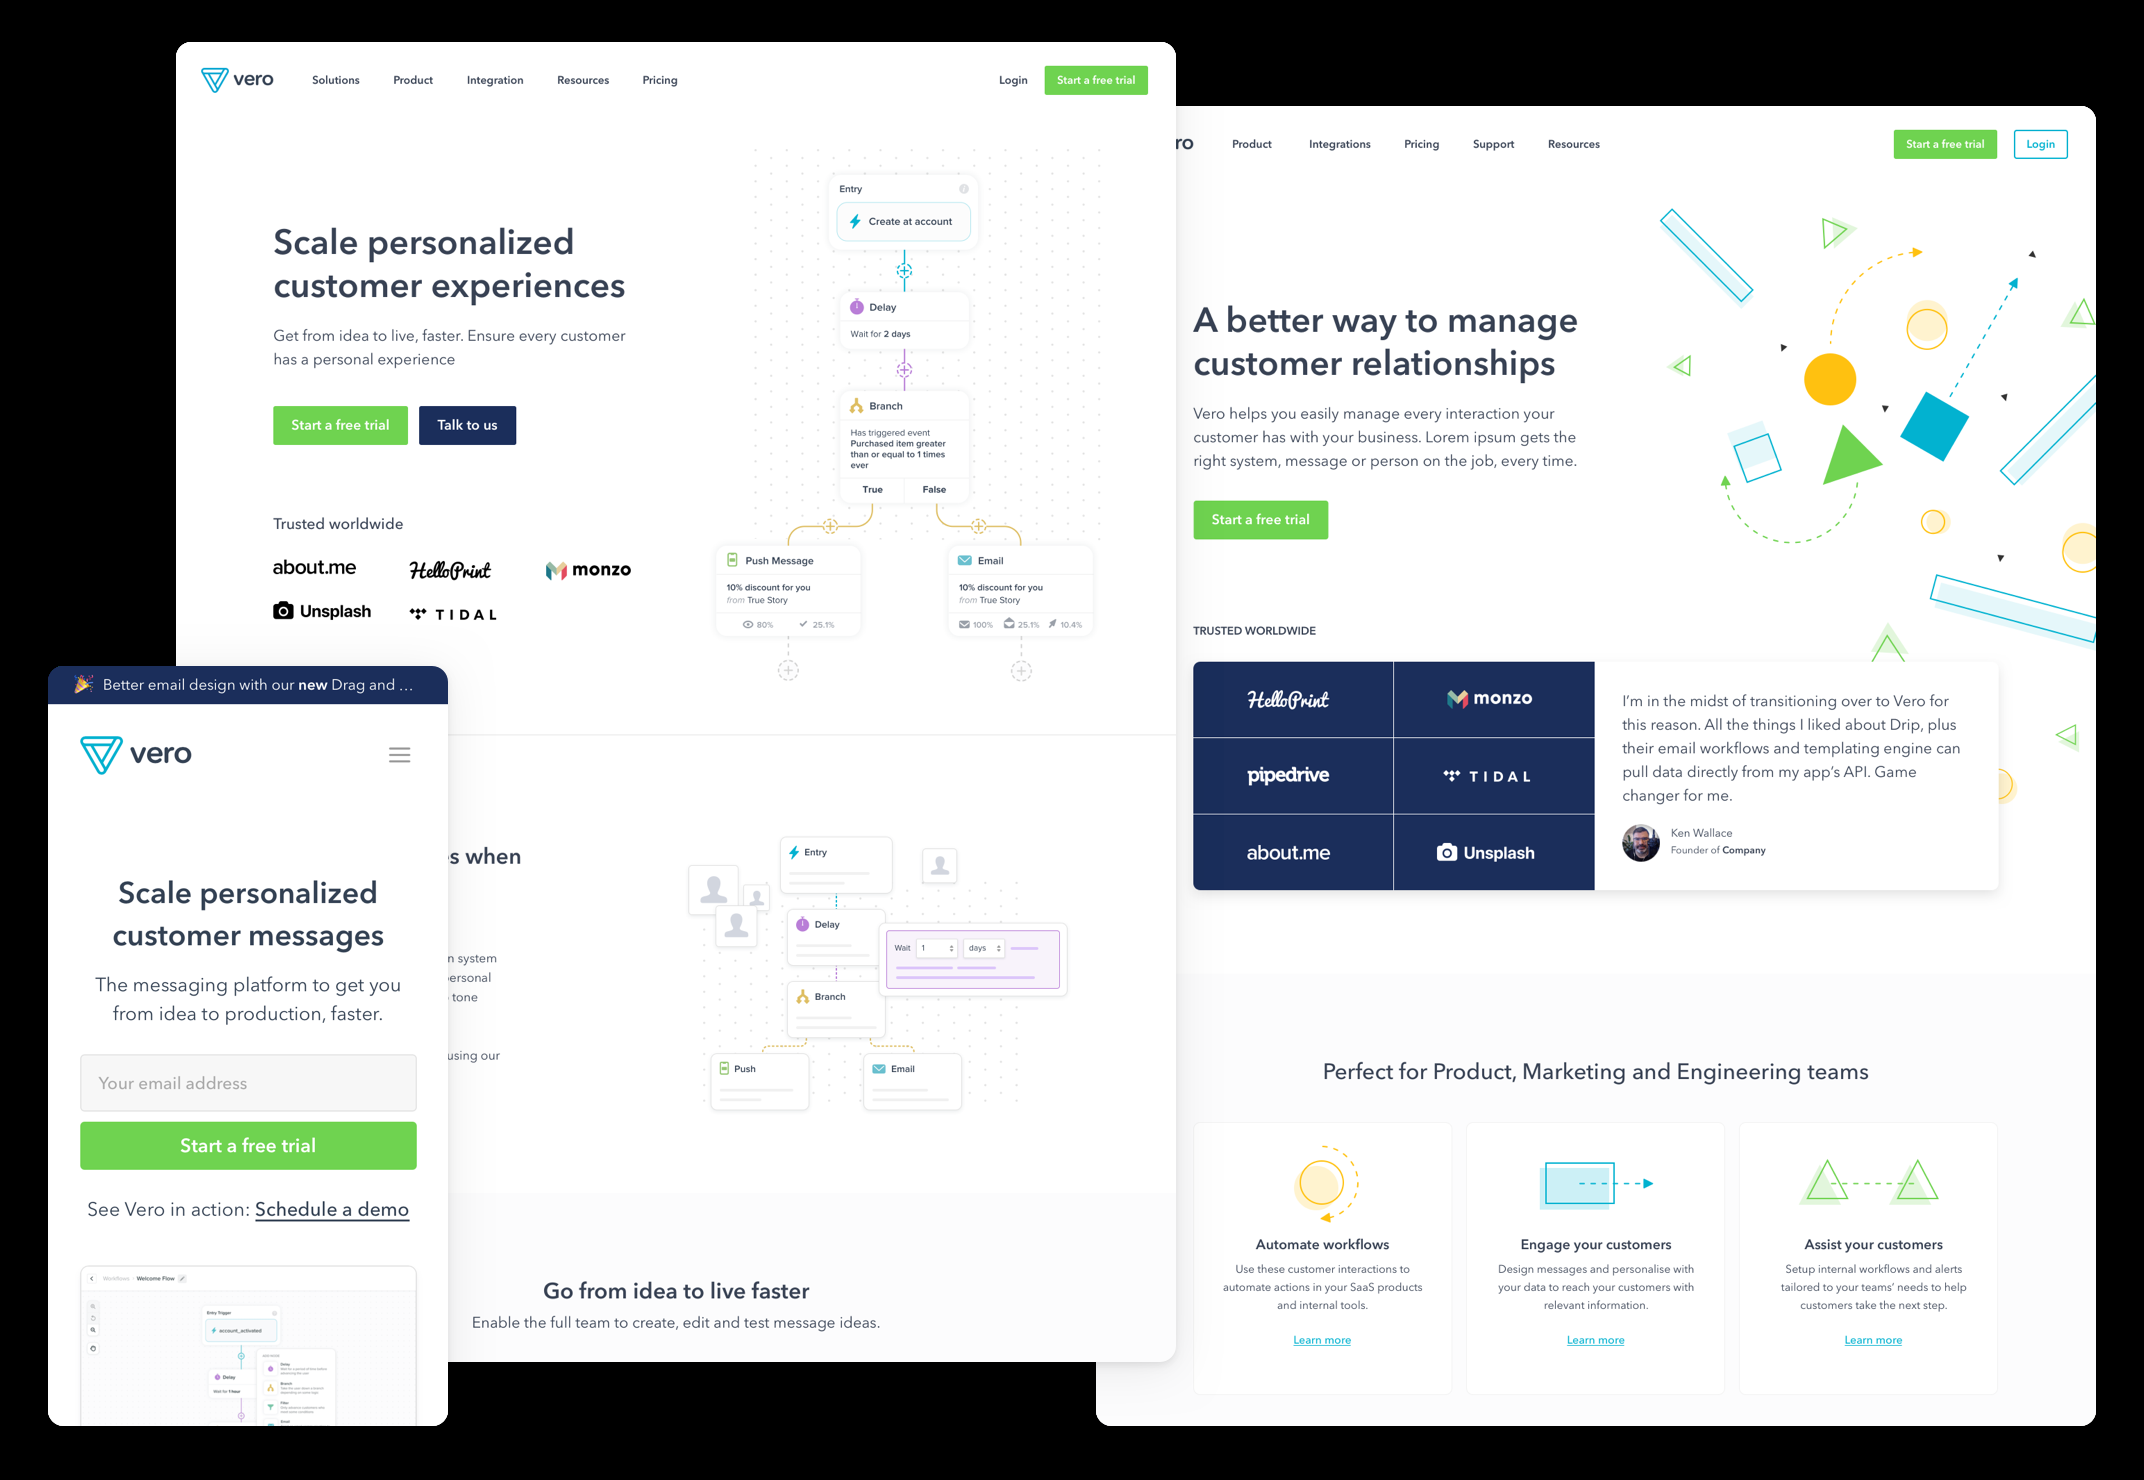 vero
Solutions
Product
Integration
Resources
Pricing
Login
Start a free trial
Scale personalized
customer experiences
Get from idea to live, faster. Ensure every customer
has a personal experience
Start a free trial
Talk to us
Trusted worldwide
about.me
HelloPrint
monzo
Unsplash
TIDAL
Entry
Create at account
Delay
Wait for 2 days
Branch
Has triggered event
Purchased item greater
than or equal to 1 times
ever
True
False
Push Message
10% discount for you
from True Story
80%
25.1%
Email
10% discount for you
from True Story
100%
25.1%
10.4%
s when
n system
ersonal
tone
using our
Entry
Delay
Wait
1
days
Branch
Push
Email
Go from idea to live faster
Enable the full team to create, edit and test message ideas.
ro
Product
Integrations
Pricing
Support
Resources
Start a free trial
Login
A better way to manage
customer relationships
Vero helps you easily manage every interaction your
customer has with your business. Lorem ipsum gets the
right system, message or person on the job, every time.
Start a free trial
TRUSTED WORLDWIDE
HelloPrint
monzo
pipedrive
TIDAL
about.me
Unsplash
I’m in the midst of transitioning over to Vero for
this reason. All the things I liked about Drip, plus
their email workflows and templating engine can
pull data directly from my app’s API. Game
changer for me.
Ken Wallace
Founder of Company
Perfect for Product, Marketing and Engineering teams
Automate workflows
Use these customer interactions to
automate actions in your SaaS products
and internal tools.
Learn more
Engage your customers
Design messages and personalise with
your data to reach your customers with
relevant information.
Learn more
Assist your customers
Setup internal workflows and alerts
tailored to your teams’ needs to help
customers take the next step.
Learn more
Better email design with our new Drag and ...
vero
Scale personalized
customer messages
The messaging platform to get you
from idea to production, faster.
Your email address
Start a free trial
See Vero in action: Schedule a demo
Workflows
Welcome Flow
Entry Trigger
account_activated
Delay
Wait for 1 Hour
Delay
Branch
Filter
Email